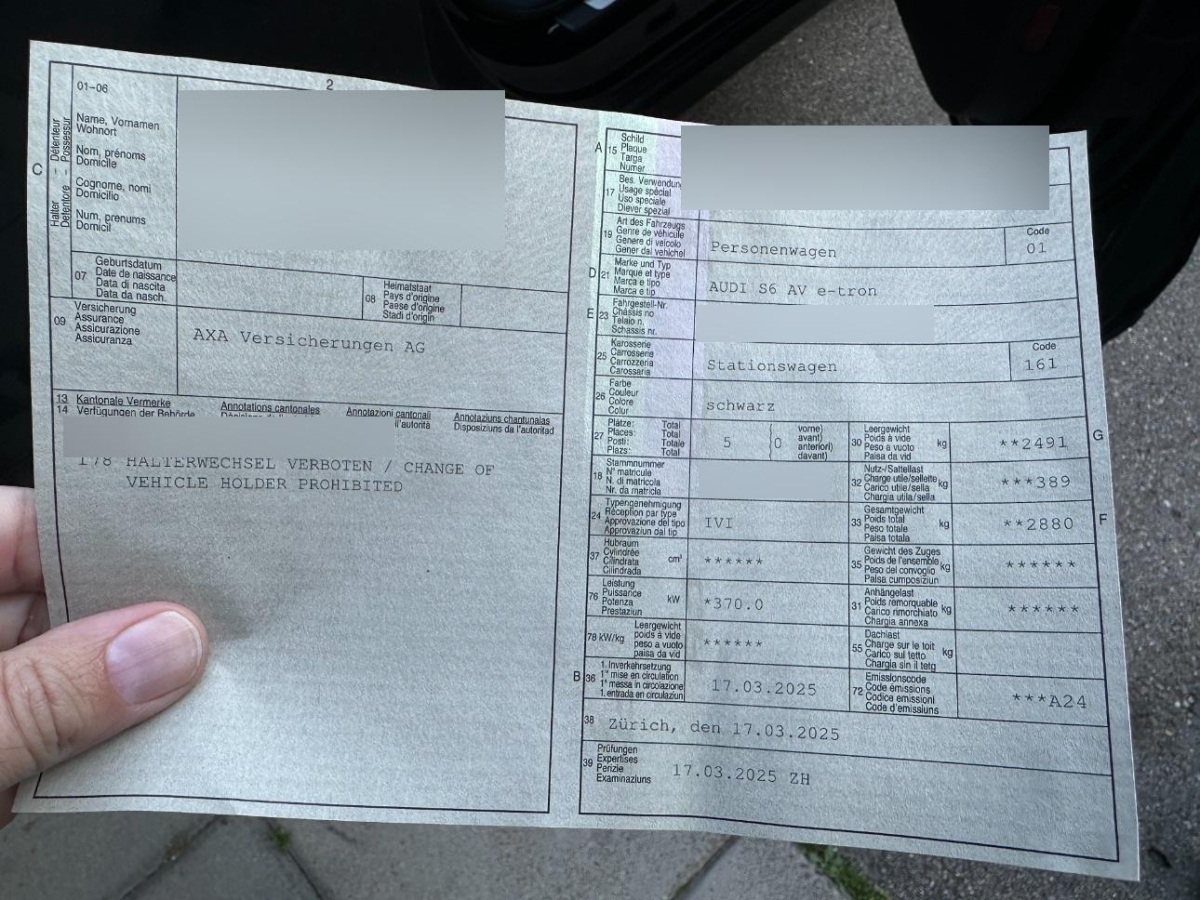 2
01-06
Name, Vornamen
Wohnort
Nom, prénoms
Domicile
Cognome, nomi
Domicilio
Num, prenums
Domicil
C
Halter - Détenteur
Detentore - Possessur
07
Geburtsdatum
Date de naissance
Data di nascita
Data da nasch.
08
Heimatstaat
Pays d'origine
Paese d'origine
Stadi d'origin
09
Versicherung
Assurance
Assicurazione
Assicuranza
AXA Versicherungen AG
13 Kantonale Vermerke Annotations cantonales Annotazioni cantonali Annotaziuns chantunalas
14 Verfügungen der Behörde l'autorità Disposiziuns da l'autoritad
178 HALTERWECHSEL VERBOTEN / CHANGE OF
VEHICLE HOLDER PROHIBITED
A
15
Schild
Plaque
Targa
Numer
17
Bes. Verwendung
Usage spécial
Uso speciale
Diever spezial
19
Art des Fahrzeugs
Genre de véhicule
Genere di veicolo
Gener dal vehichel
Personenwagen
Code
01
D
21
Marke und Typ
Marque et type
Marca e tipo
Marca e tip
AUDI S6 AV e-tron
E
23
Fahrgestell-Nr.
Châssis no
Telaio n.
Schassis nr.
25
Karosserie
Carrosserie
Carrozzeria
Carossaria
Stationswagen
Code
161
26
Farbe
Couleur
Colore
Colur
schwarz
27
Plätze: Total
Places: Total
Posti: Totale
Plazs: Totale
5
0
vorne)
avant)
anteriori)
davant)
30
Leergewicht
Poids à vide
Peso a vuoto
Paisa da vid
kg
**2491
G
18
Stammnummer
N° matricule
N. di matricola
Nr. da matricla
32
Nutz-/Sattellast
Charge utile/sellette
Carico utile/sella
Chargia utila/sella
kg
***389
24
Typengenehmigung
Réception par type
Approvazione del tipo
Approvaziun dal tip
IVI
33
Gesamtgewicht
Poids total
Peso totale
Paisa totala
kg
**2880
F
37
Hubraum
Cylindrée
Cilindrata
Cilindrada
cm³
******
35
Gewicht des Zuges
Poids de l'ensemble
Peso del convoglio
Paisa cumposiziun
kg
******
76
Leistung
Puissance
Potenza
Prestaziun
kW
*370.0
31
Anhängelast
Poids remorquable
Carico rimorchiato
Chargia annexa
kg
******
78 kW/kg
Leergewicht
poids à vide
peso a vuoto
paisa da vid
******
55
Dachlast
Charge sur le toit
Carico sul tetto
Chargia sin il tetg
kg
B
36
1. Inverkehrsetzung
1re mise en circulation
1a messa in circolazione
1. entrada en circulaziun
17.03.2025
72
Emissionscode
Code émissions
Codice emissioni
Code d'emissiuns
***A24
38
Zürich, den 17.03.2025
39
Prüfungen
Expertises
Perizie
Examinaziuns
17.03.2025 ZH